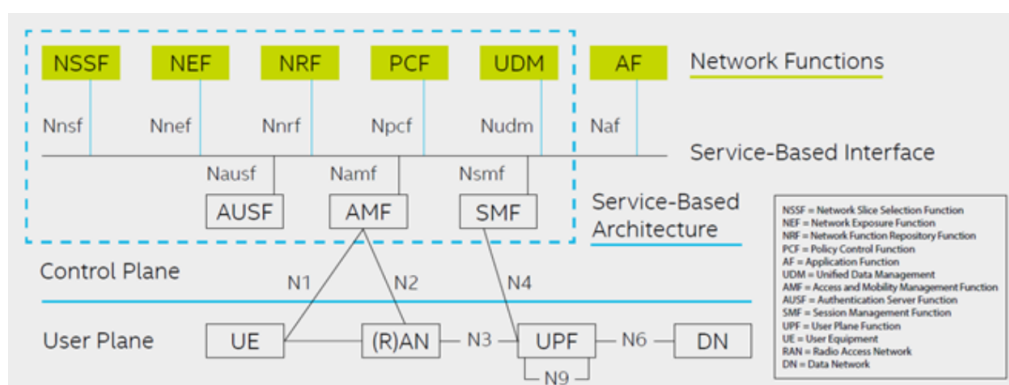 NSSF NEF NRF PCF UDM AF Network Functions
Nnsf Nnef Nnrf Npcf Nudm Naf
Service-Based Interface
Nausf Namf Nsmf
AUSF AMF SMF
Service-Based
Architecture
Control Plane
N1 N2 N4
User Plane UE (R)AN N3 UPF N6 DN
N9
NSSF = Network Slice Selection Function
NEF = Network Exposure Function
NRF = Network Function Repository Function
PCF = Policy Control Function
AF = Application Function
UDM = Unified Data Management
AMF = Access and Mobility Management Function
AUSF = Authentication Server Function
SMF = Session Management Function
UPF = User Plane Function
UE = User Equipment
RAN = Radio Access Network
DN = Data Network